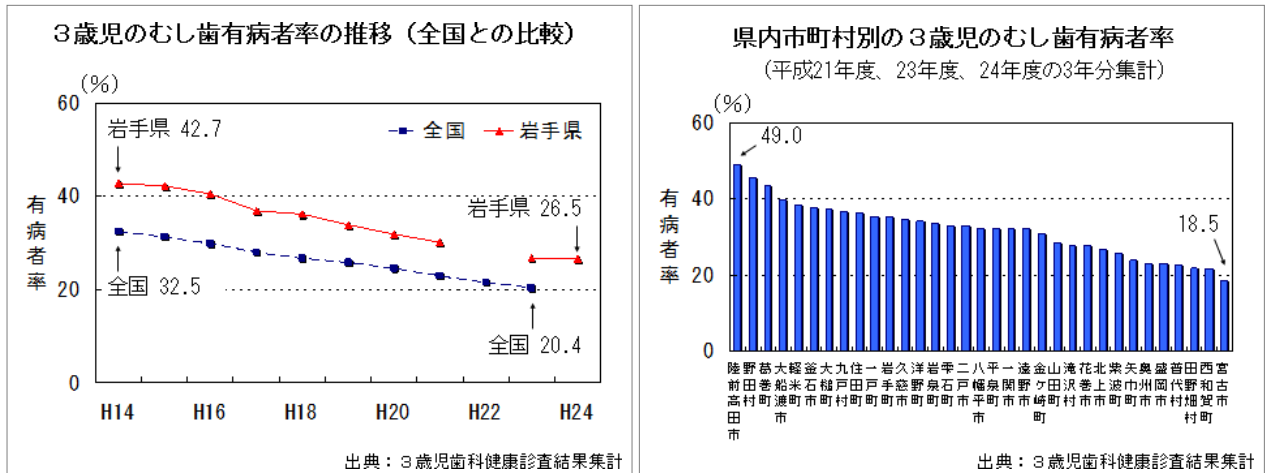 ３歳児のむし歯有病者率の推移（全国との比較）
(％)
60
40
20
0
有病者率
岩手県 42.7
全国
岩手県
岩手県 26.5
全国 32.5
全国 20.4
H14
H16
H18
H20
H22
H24
出典：３歳児歯科健康診査結果集計
県内市町村別の３歳児のむし歯有病者率
（平成21年度、23年度、24年度の3年分集計）
(％)
60
40
20
0
有病者率
49.0
18.5
陸前高田市
野田村
葛巻町
大船渡市
軽米町
釜石市
大槌町
九戸村
住田町
一戸町
岩手町
久慈市
洋野町
岩泉町
雫石町
二戸市
八幡平市
平泉町
一関市
遠野市
金ケ崎町
山田町
滝沢村
花巻市
北上市
紫波町
矢巾町
奥州市
盛岡市
普代村
田野畑村
西和賀町
宮古市
出典：３歳児歯科健康診査結果集計